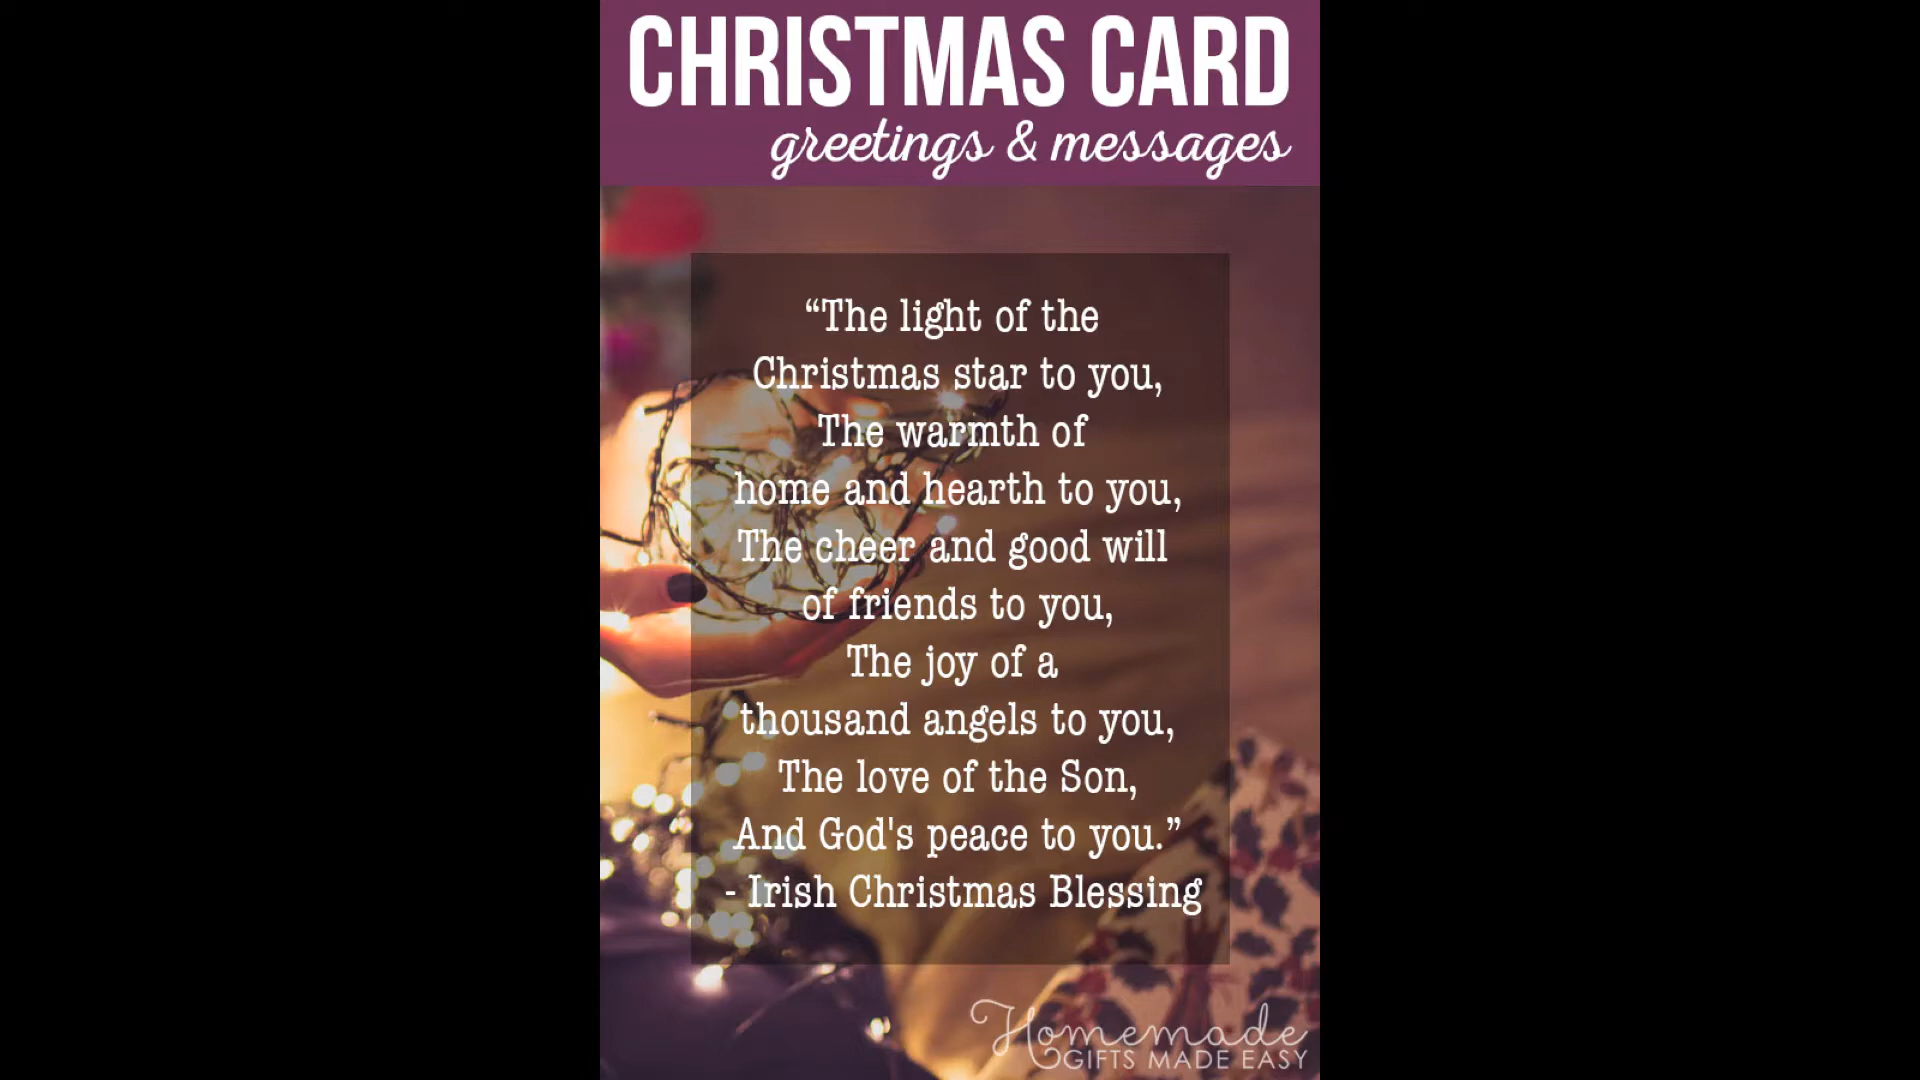 CHRISTMAS CARD
greetings & messages
“The light of the
Christmas star to you,
The warmth of
home and hearth to you,
The cheer and good will
of friends to you,
The joy of a
thousand angels to you,
The love of the Son,
And God's peace to you.”
- Irish Christmas Blessing
Homemade
GIFTS MADE EASY